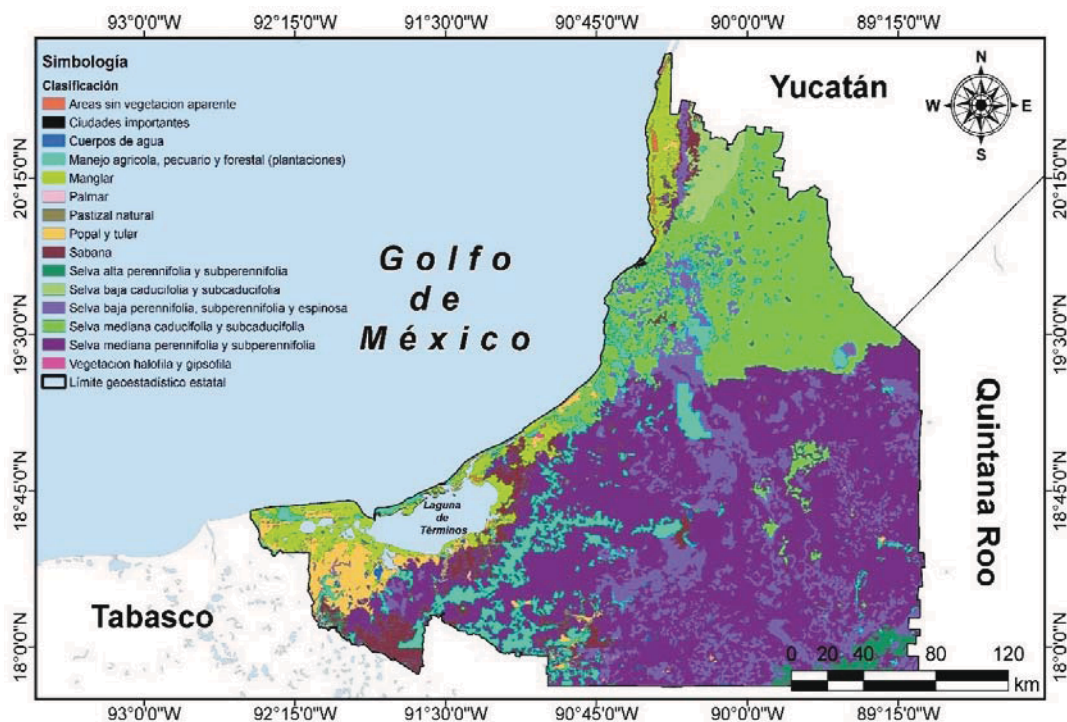 93°0'0"W 92°15'0"W 91°30'0"W 90°45'0"W 90°0'0"W 89°15'0"W
Simbología
Clasificación
Areas sin vegetacion aparente
Ciudades importantes
Cuerpos de agua
Manejo agricola, pecuario y forestal (plantaciones)
Manglar
Palmar
Pastizal natural
Popal y tular
Sabana
Selva alta perennifolia y subperennifolia
Selva baja caducifolia y subcaducifolia
Selva baja perennifolia, subperennifolia y espinosa
Selva mediana caducifolia y subcaducifolia
Selva mediana perennifolia y subperennifolia
Vegetacion halofila y gipsofila
Límite geoestadístico estatal
Yucatán
N
W E
S
Golfo
de
México
Quintana Roo
Laguna
de
Términos
Tabasco
20°15'0"N
19°30'0"N
18°45'0"N
18°0'0"N
20°15'0"N
19°30'0"N
18°45'0"N
18°0'0"N
0 20 40 80 120
km
93°0'0"W 92°15'0"W 91°30'0"W 90°45'0"W 90°0'0"W 89°15'0"W